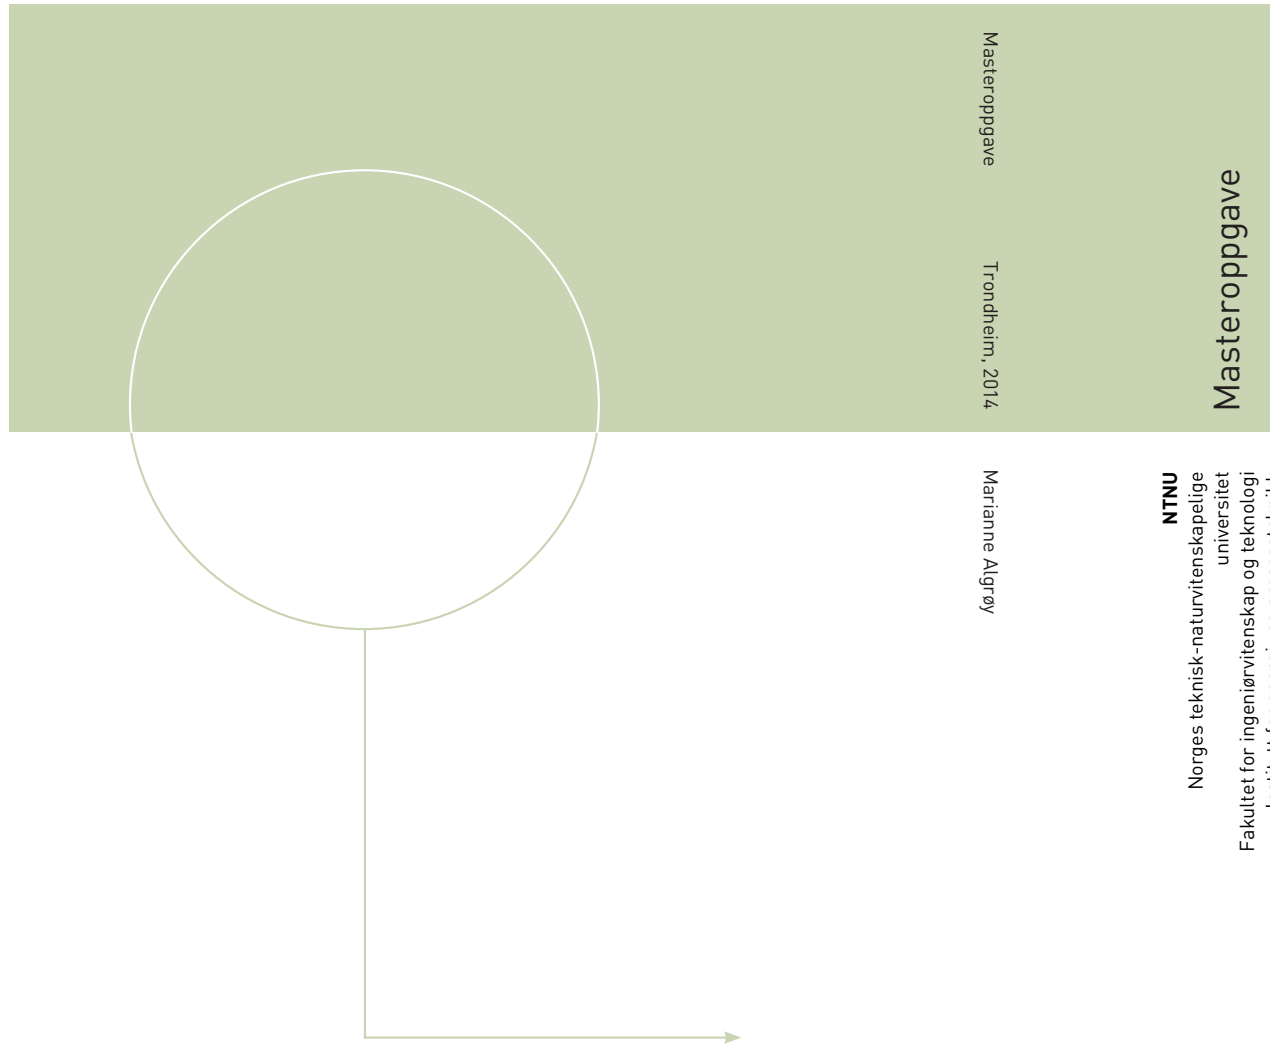 Masteroppgave
Trondheim, 2014
Marianne Algrøy
Masteroppgave
NTNU
Norges teknisk-naturvitenskapelige
universitet
Fakultet for ingeniørvitenskap og teknologi